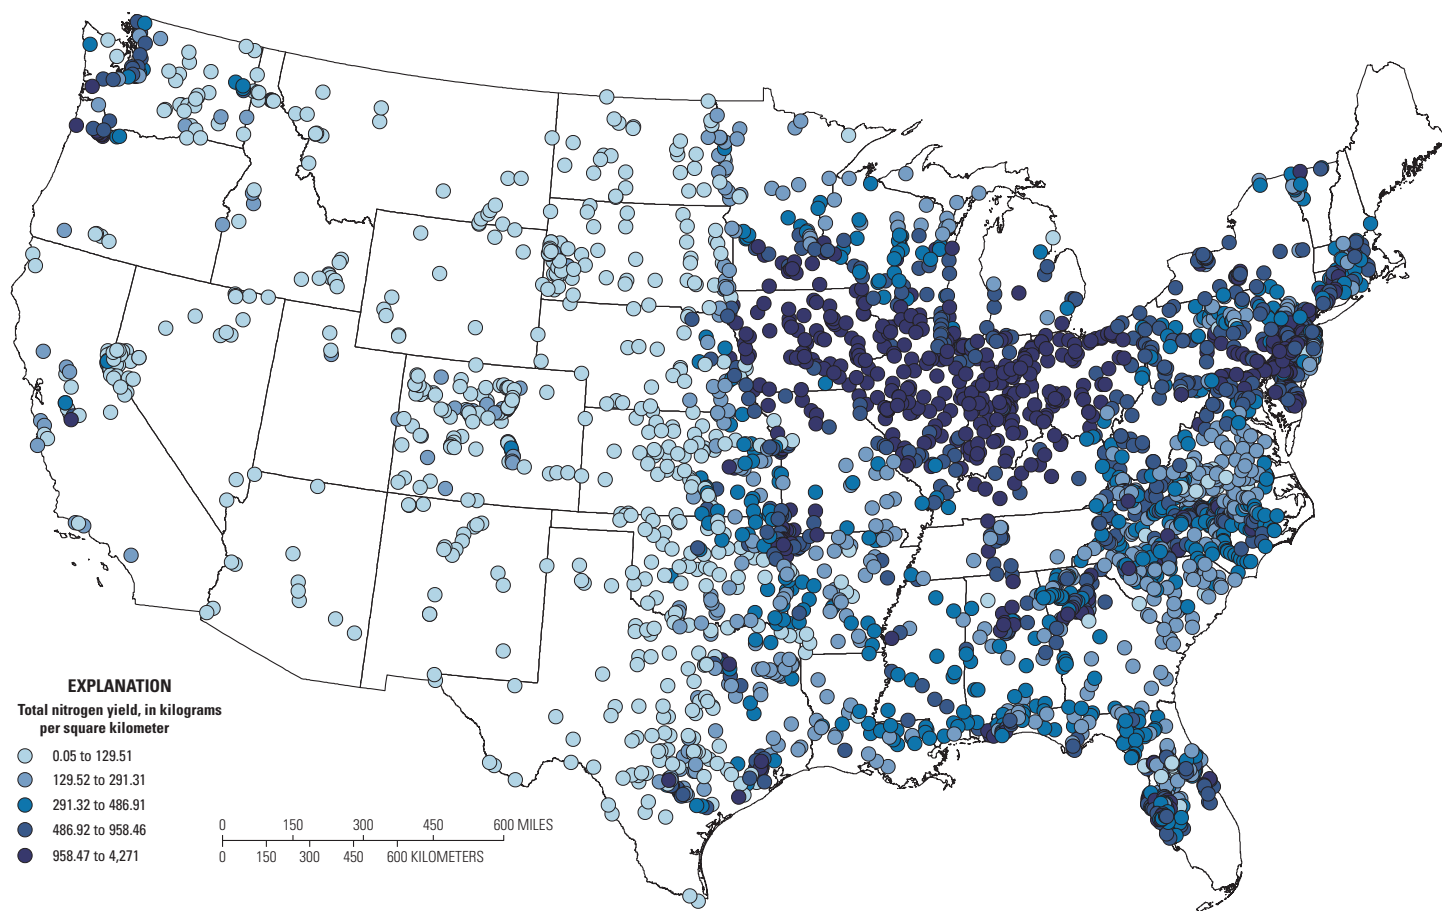 EXPLANATION
Total nitrogen yield, in kilograms
per square kilometer
0.05 to 129.51
129.52 to 291.31
291.32 to 486.91
486.92 to 958.46
958.47 to 4,271
0 150 300 450 600 MILES
0 150 300 450 600 KILOMETERS